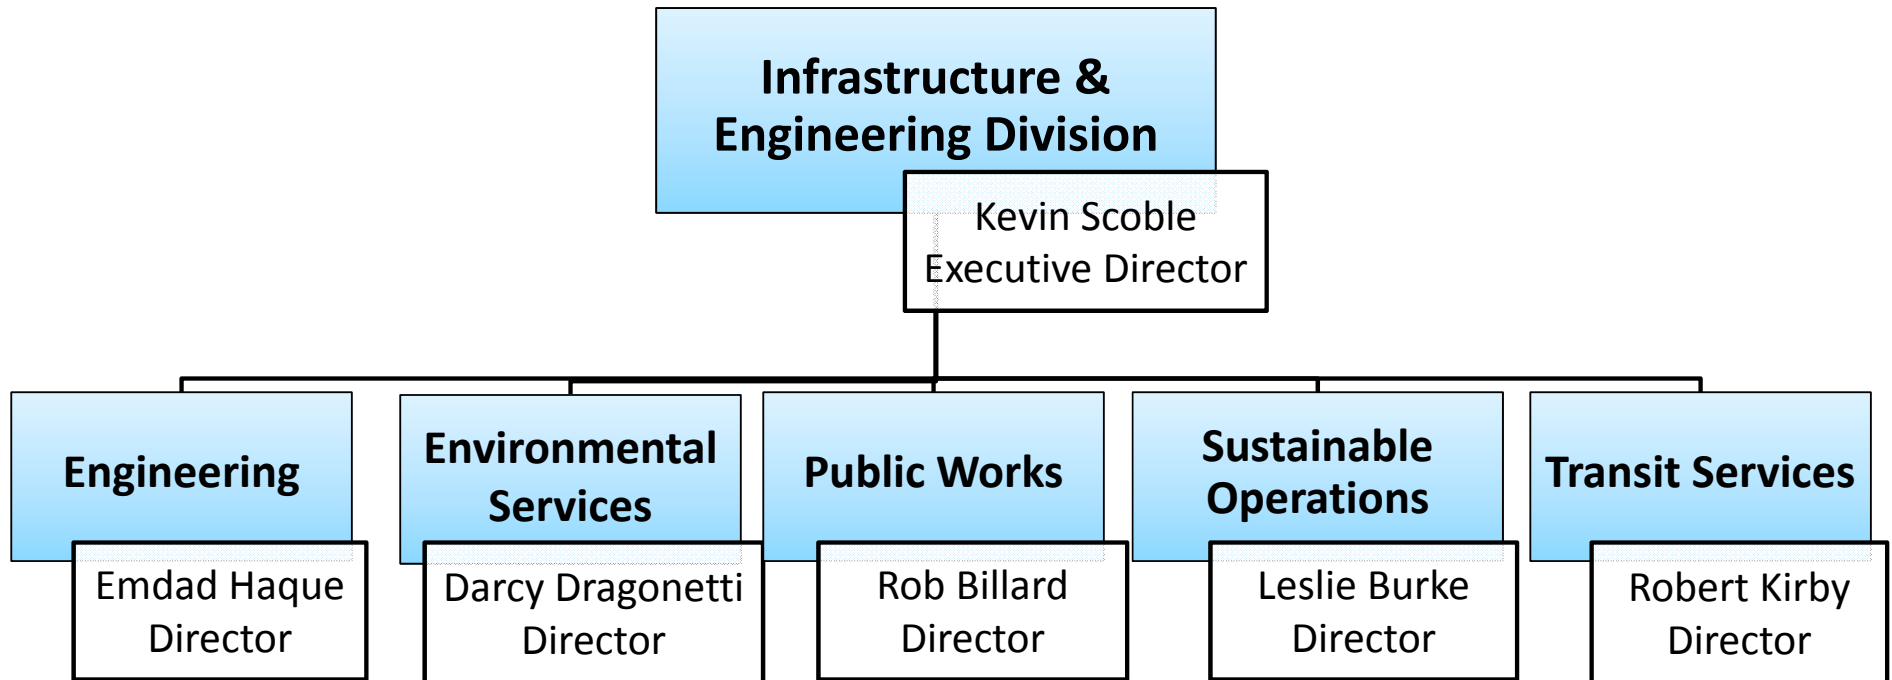 Infrastructure &
Engineering Division
Kevin Scoble
Executive Director
Engineering
Emdad Haque
Director
Environmental
Services
Darcy Dragonetti
Director
Public Works
Rob Billard
Director
Sustainable
Operations
Leslie Burke
Director
Transit Services
Robert Kirby
Director